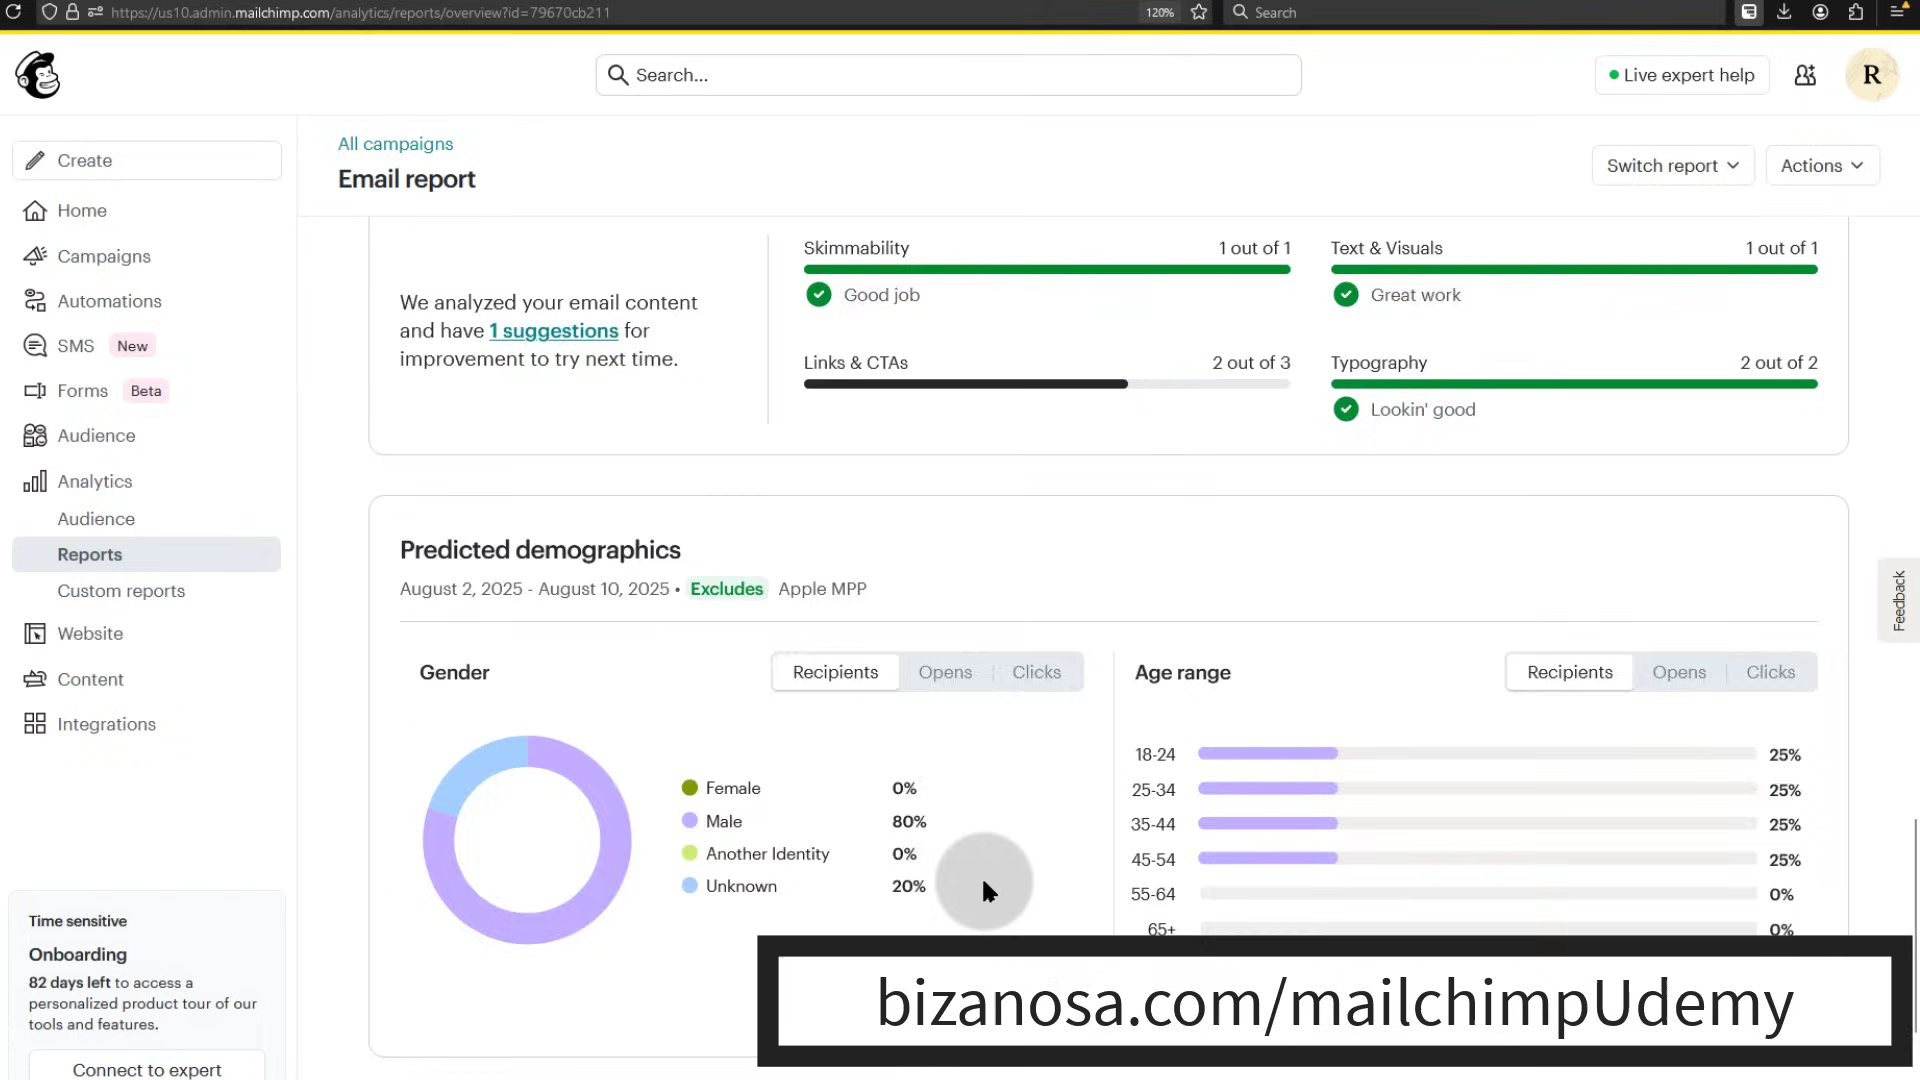 https://us10.admin.mailchimp.com/analytics/reports/overview?id=79670cb211
120%
Search
Search...
Live expert help
R
Create
Home
Campaigns
Automations
SMS New
Forms Beta
Audience
Analytics
Audience
Reports
Custom reports
Website
Content
Integrations
Time sensitive
Onboarding
82 days left to access a
personalized product tour of our
tools and features.
Connect to expert
All campaigns
Email report
Switch report
Actions
We analyzed your email content
and have 1 suggestions for
improvement to try next time.
Skimmability 1 out of 1
Good job
Text & Visuals 1 out of 1
Great work
Links & CTAs 2 out of 3
Typography 2 out of 2
Lookin' good
Predicted demographics
August 2, 2025 - August 10, 2025 • Excludes Apple MPP
Gender
Recipients Opens Clicks
Female 0%
Male 80%
Another Identity 0%
Unknown 20%
Age range
Recipients Opens Clicks
18-24 25%
25-34 25%
35-44 25%
45-54 25%
55-64 0%
65+ 0%
Feedback
bizanosa.com/mailchimpUdemy